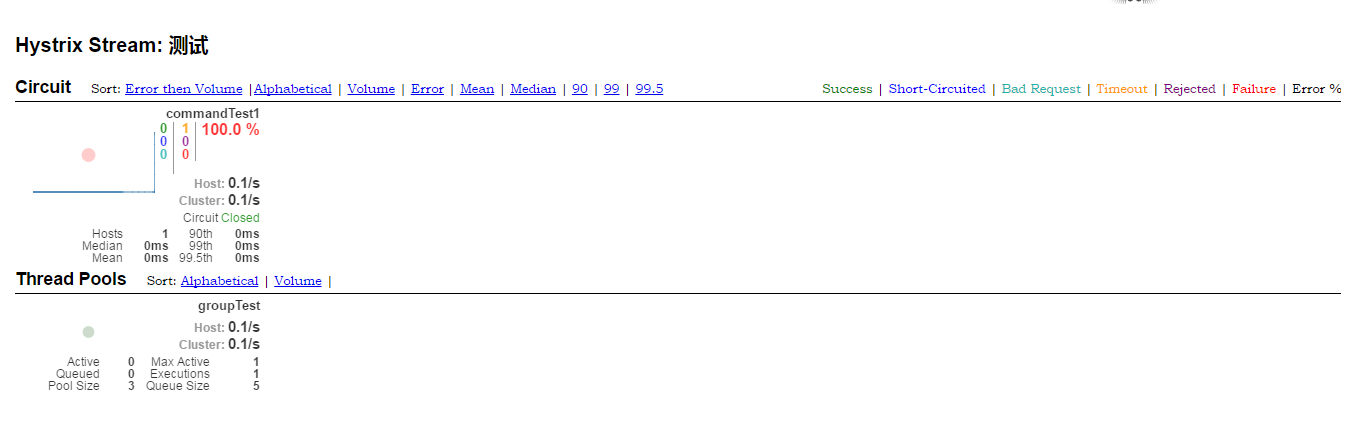 Hystrix Stream: 测试
Circuit Sort: Error then Volume | Alphabetical | Volume | Error | Mean | Median | 90 | 99 | 99.5 Success | Short-Circuited | Bad Request | Timeout | Rejected | Failure | Error %
commandTest1
0 1 100.0 %
0 0
0 0
Host: 0.1/s
Cluster: 0.1/s
Circuit Closed
Hosts 1 90th 0ms
Median 0ms 99th 0ms
Mean 0ms 99.5th 0ms
Thread Pools Sort: Alphabetical | Volume |
groupTest
Host: 0.1/s
Cluster: 0.1/s
Active 0 Max Active 1
Queued 0 Executions 1
Pool Size 3 Queue Size 5